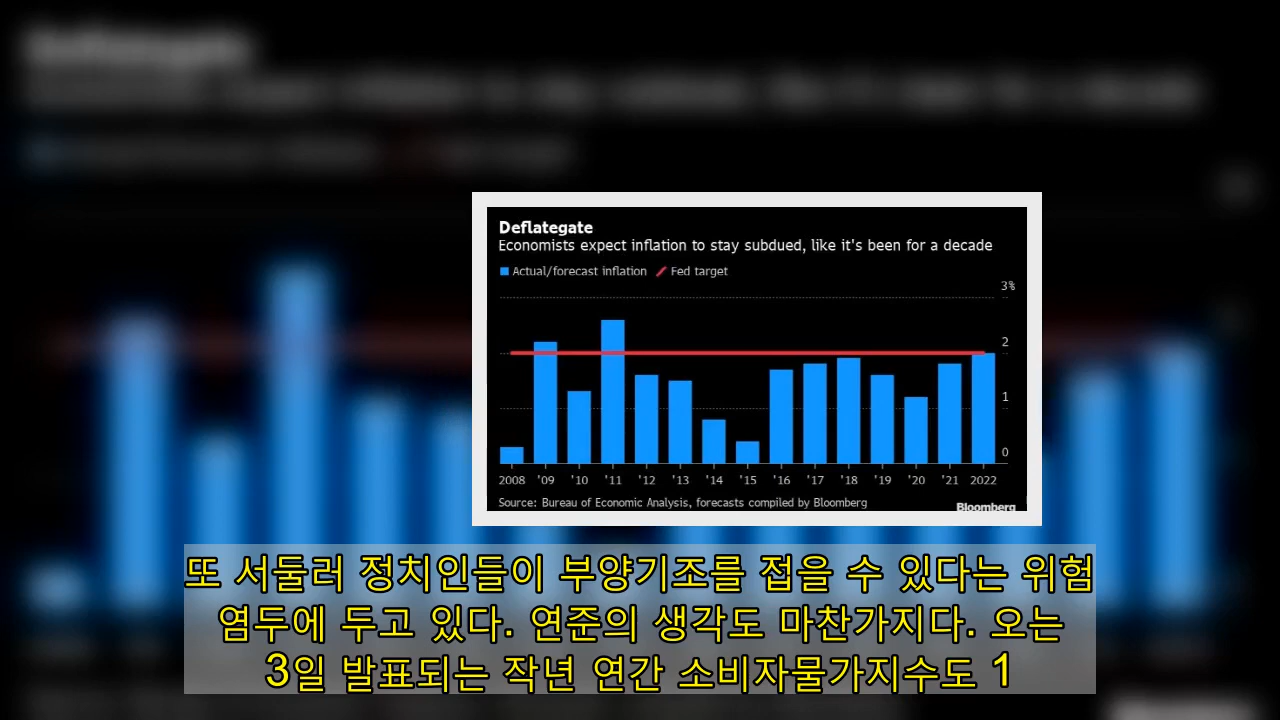 Deflategate
Economists expect inflation to stay subdued, like it's been for a decade
Actual/forecast inflation Fed target
3%
2
1
0
2008 '09 '10 '11 '12 '13 '14 '15 '16 '17 '18 '19 '20 '21 2022
Source: Bureau of Economic Analysis, forecasts compiled by Bloomberg
Bloomberg
또 서둘러 정치인들이 부양기조를 접을 수 있다는 위험
염두에 두고 있다. 연준의 생각도 마찬가지다. 오는
3일 발표되는 작년 연간 소비자물가지수도 1